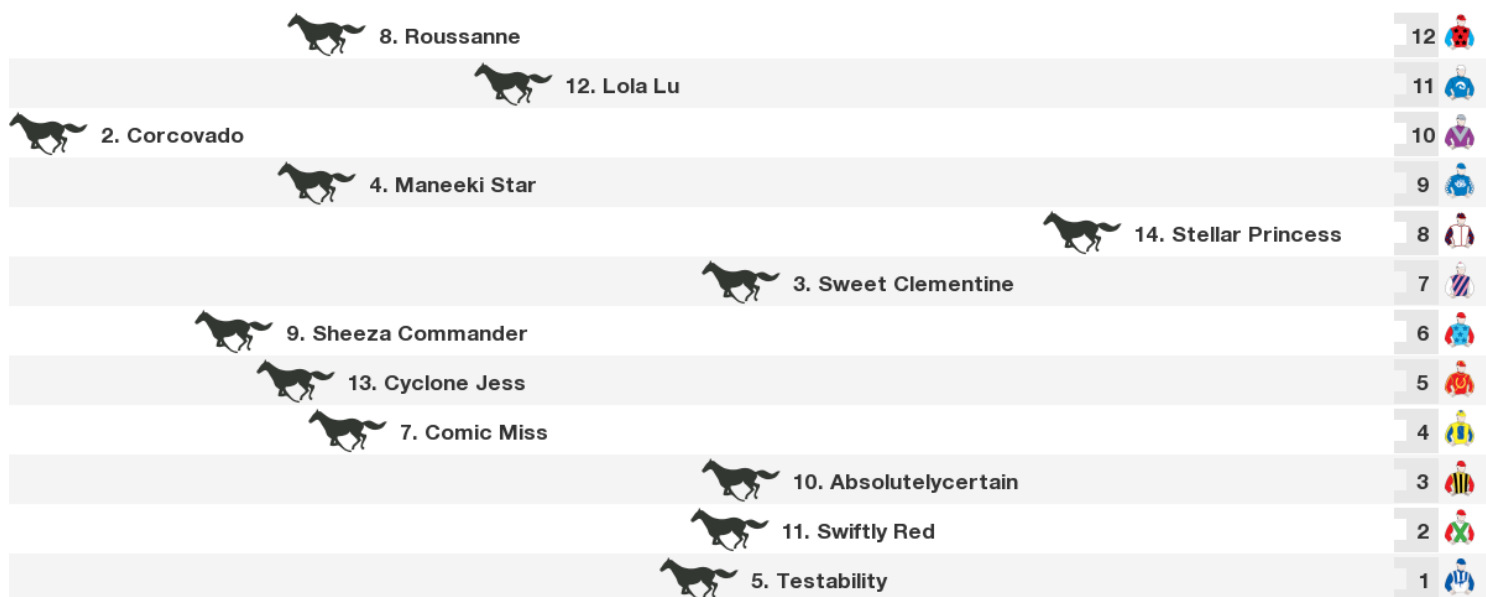 8. Roussanne 12
12. Lola Lu 11
2. Corcovado 10
4. Maneeki Star 9
14. Stellar Princess 8
3. Sweet Clementine 7
9. Sheeza Commander 6
13. Cyclone Jess 5
7. Comic Miss 4
10. Absolutelycertain 3
11. Swiftly Red 2
5. Testability 1